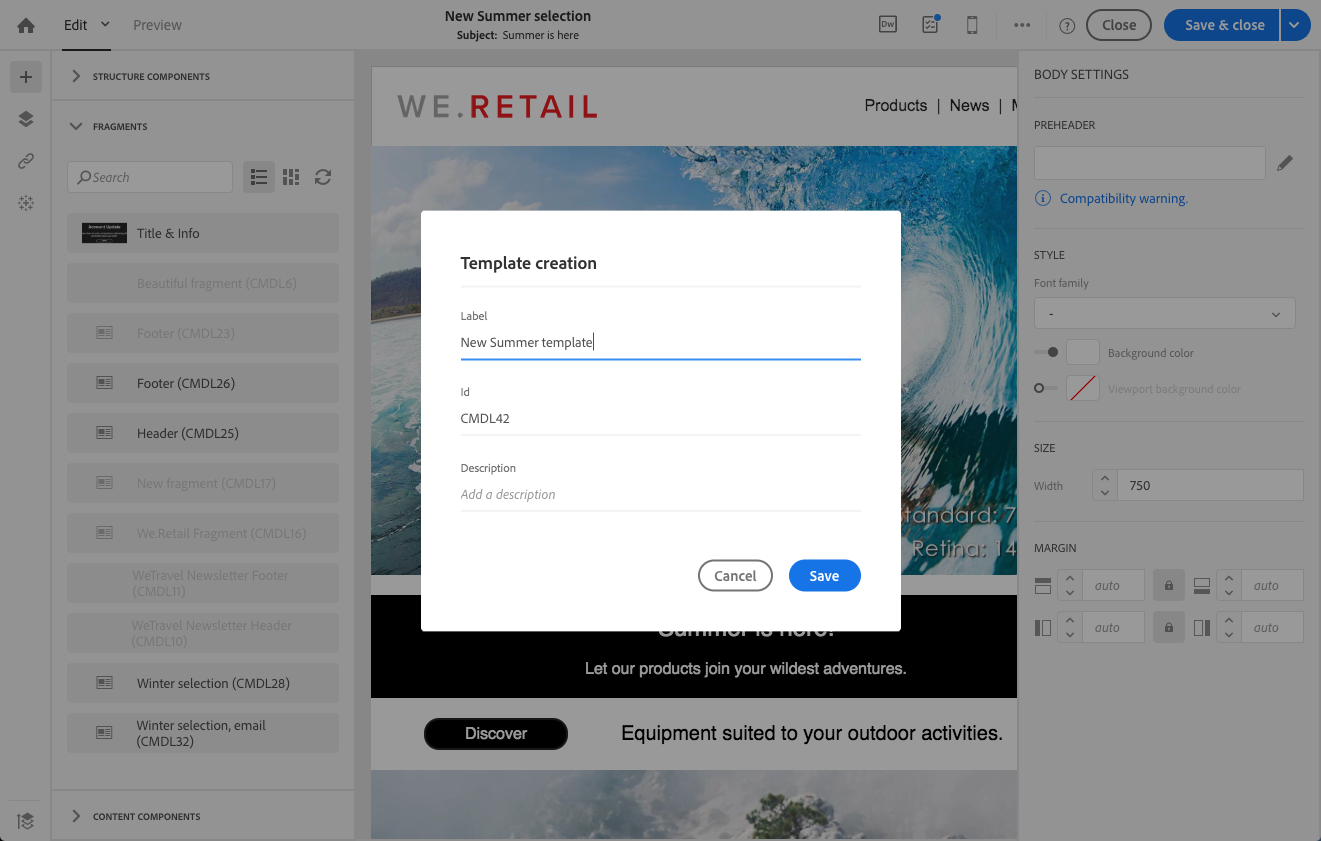 Edit
Preview
New Summer selection
Subject: Summer is here
Dw
Close
Save & close
STRUCTURE COMPONENTS
FRAGMENTS
Search
Title & Info
Beautiful fragment (CMDL6)
Footer (CMDL23)
Footer (CMDL26)
Header (CMDL25)
New fragment (CMDL17)
We.Retail Fragment (CMDL16)
WeTravel Newsletter Footer
(CMDL11)
WeTravel Newsletter Header
(CMDL10)
Winter selection (CMDL28)
Winter selection, email
(CMDL32)
CONTENT COMPONENTS
WE.RETAIL
Products | News | M
Template creation
Label
New Summer template
Id
CMDL42
Description
Add a description
Cancel
Save
tandard: 7
Retina: 14
Summer is here!
Let our products join your wildest adventures.
Discover
Equipment suited to your outdoor activities.
BODY SETTINGS
PREHEADER
Compatibility warning.
STYLE
Font family
-
Background color
Viewport background color
SIZE
Width
750
MARGIN
auto
auto
auto
auto